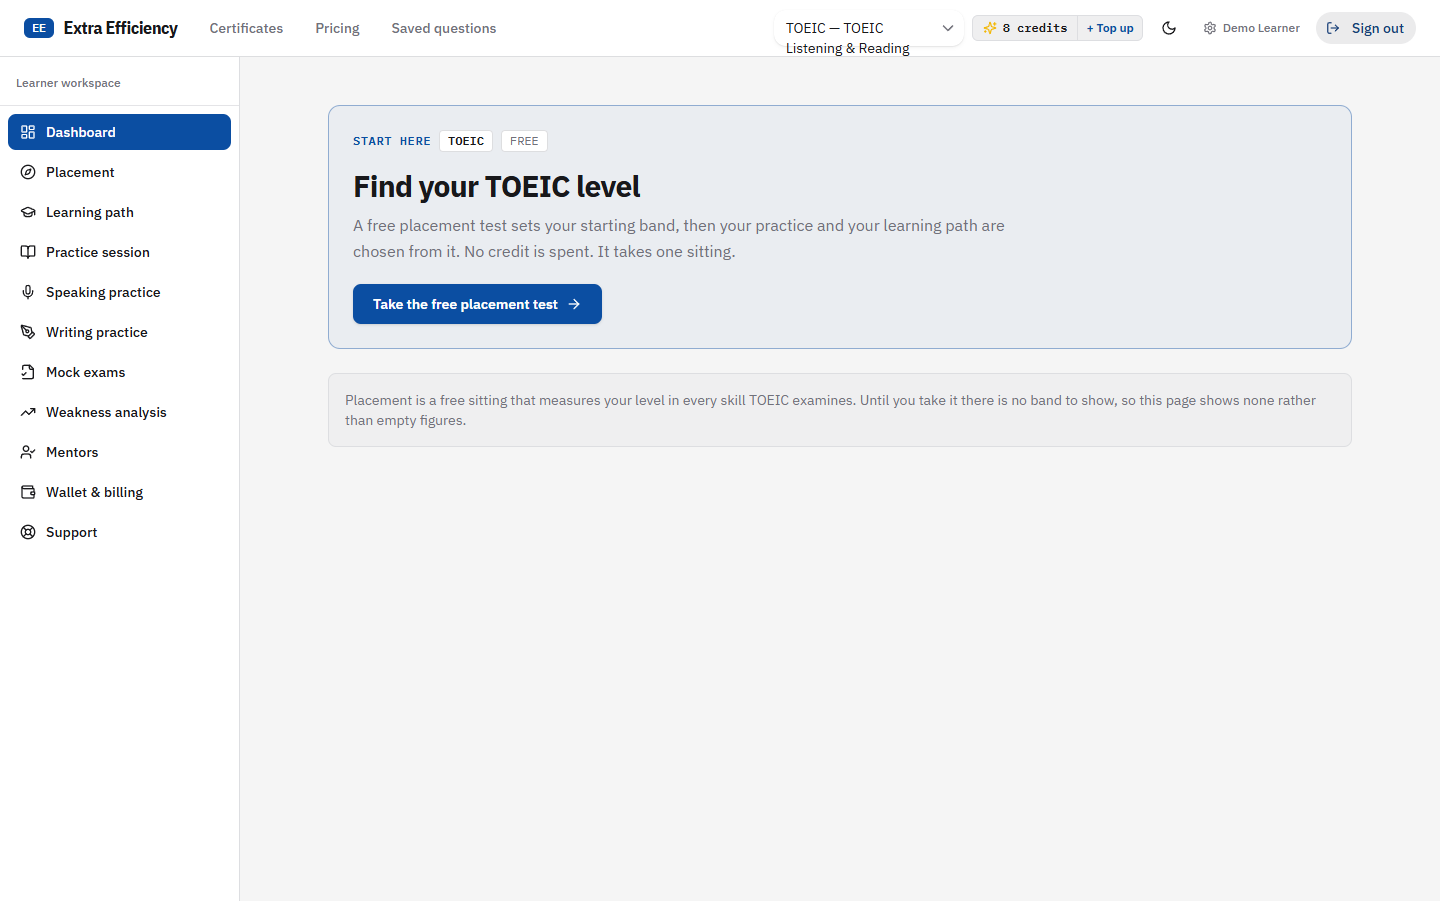 EE Extra Efficiency
Certificates
Pricing
Saved questions
TOEIC — TOEIC
Listening & Reading
8 credits
+ Top up
Demo Learner
Sign out
Learner workspace
Dashboard
Placement
Learning path
Practice session
Speaking practice
Writing practice
Mock exams
Weakness analysis
Mentors
Wallet & billing
Support
START HERE TOEIC FREE
Find your TOEIC level
A free placement test sets your starting band, then your practice and your learning path are
chosen from it. No credit is spent. It takes one sitting.
Take the free placement test
Placement is a free sitting that measures your level in every skill TOEIC examines. Until you take it there is no band to show, so this page shows none rather
than empty figures.